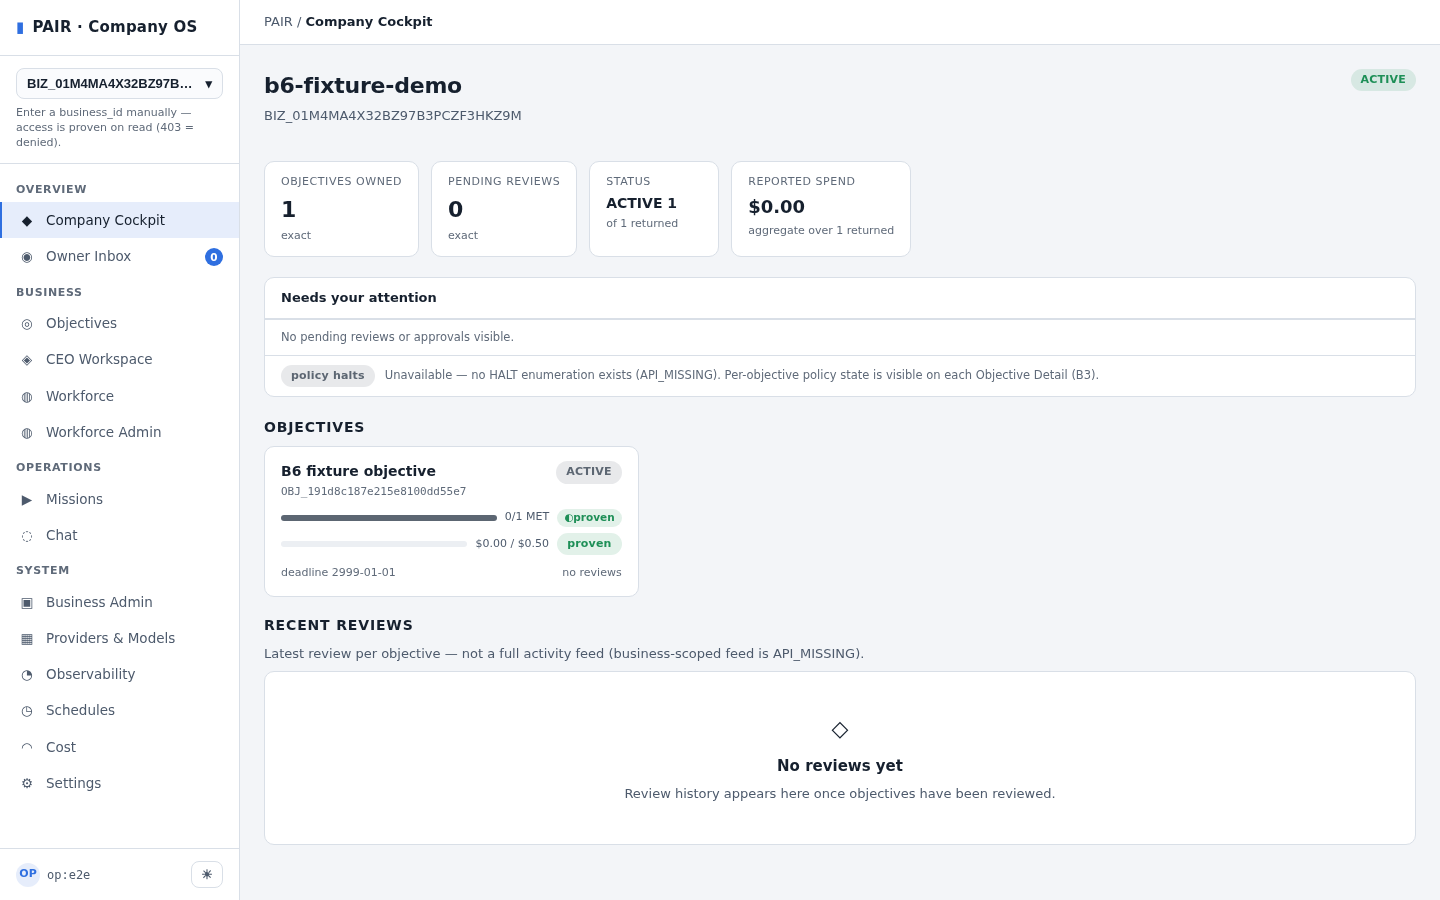 PAIR · Company OS
BIZ_01M4MA4X32BZ97B... ▾
Enter a business_id manually —
access is proven on read (403 =
denied).
OVERVIEW
Company Cockpit
Owner Inbox 0
BUSINESS
Objectives
CEO Workspace
Workforce
Workforce Admin
OPERATIONS
Missions
Chat
SYSTEM
Business Admin
Providers & Models
Observability
Schedules
Cost
Settings
OP op:e2e
PAIR / Company Cockpit
b6-fixture-demo
ACTIVE
BIZ_01M4MA4X32BZ97B3PCZF3HKZ9M
OBJECTIVES OWNED
1
exact
PENDING REVIEWS
0
exact
STATUS
ACTIVE 1
of 1 returned
REPORTED SPEND
$0.00
aggregate over 1 returned
Needs your attention
No pending reviews or approvals visible.
policy halts Unavailable — no HALT enumeration exists (API_MISSING). Per-objective policy state is visible on each Objective Detail (B3).
OBJECTIVES
B6 fixture objective ACTIVE
OBJ_191d8c187e215e8100dd55e7
0/1 MET ◐proven
$0.00 / $0.50 proven
deadline 2999-01-01 no reviews
RECENT REVIEWS
Latest review per objective — not a full activity feed (business-scoped feed is API_MISSING).
No reviews yet
Review history appears here once objectives have been reviewed.